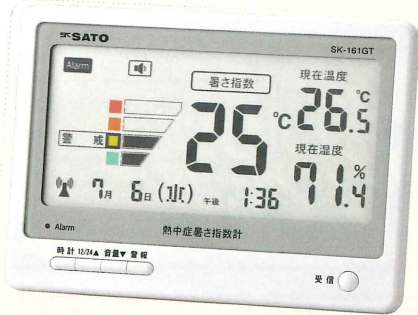 SK SATO
SK-161GT
Alarm
暑さ指数
現在温度
25℃
26.5℃
現在湿度
71.4%
警 戒
7月 6日(水) 午後 1:36
Alarm
熱中症暑さ指数計
時計 12/24▲ 音量▼ 警報
受信